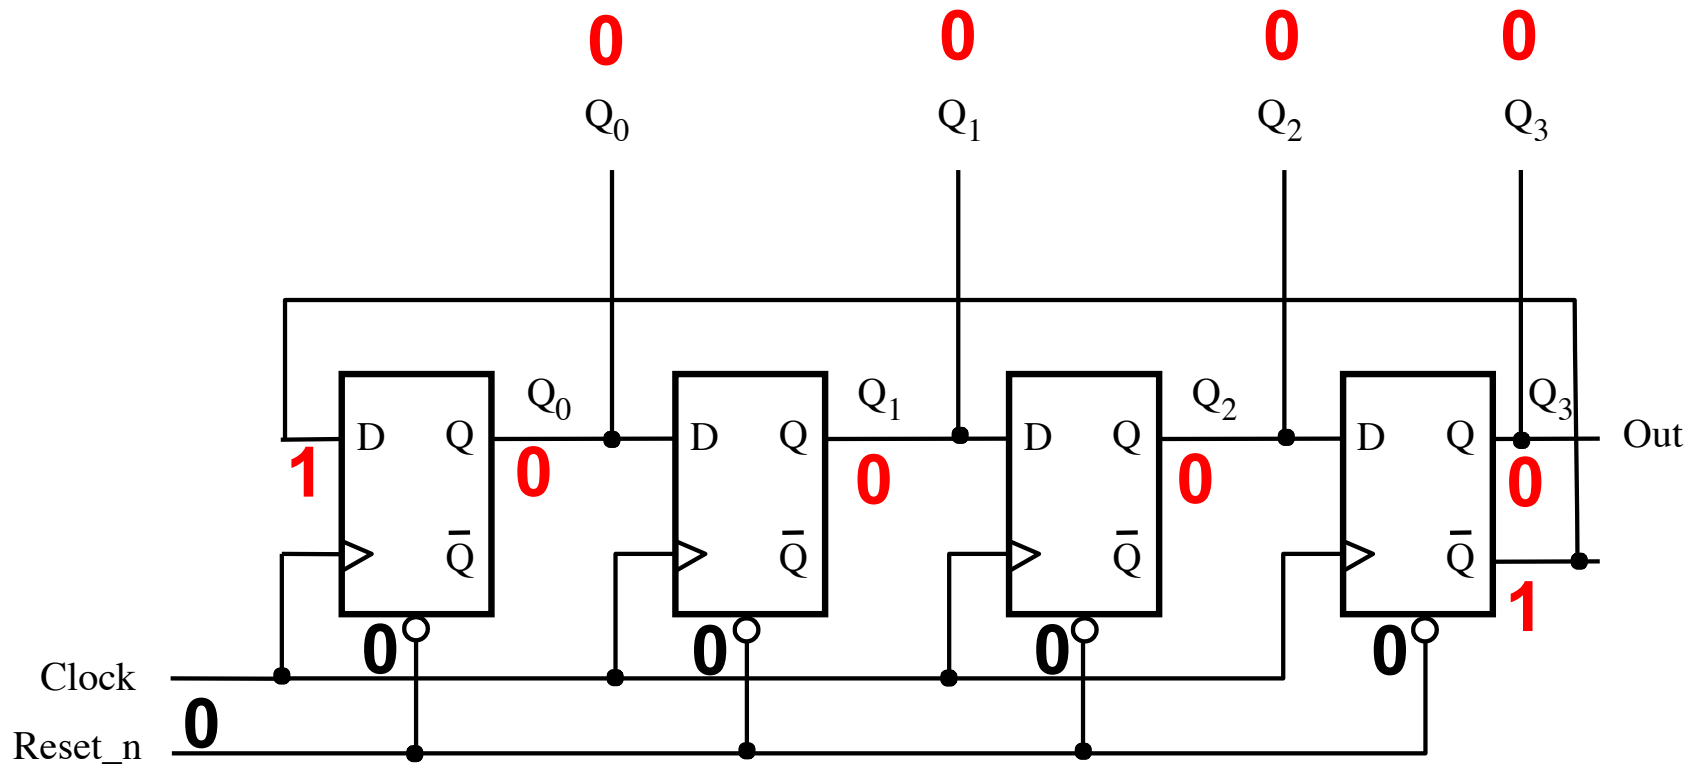 0 0 0 0
Q0 Q1 Q2 Q3
Q0 Q1 Q2 Q3
D Q D Q D Q D Q Out
1 0 0 0 0
Q Q Q Q
1
0 0 0 0
Clock
0
Reset_n